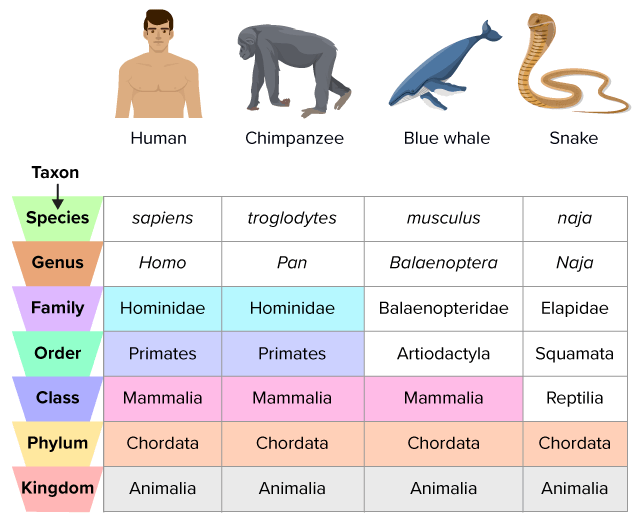 Human Chimpanzee Blue whale Snake
Taxon
Species sapiens troglodytes musculus naja
Genus Homo Pan Balaenoptera Naja
Family Hominidae Hominidae Balaenopteridae Elapidae
Order Primates Primates Artiodactyla Squamata
Class Mammalia Mammalia Mammalia Reptilia
Phylum Chordata Chordata Chordata Chordata
Kingdom Animalia Animalia Animalia Animalia